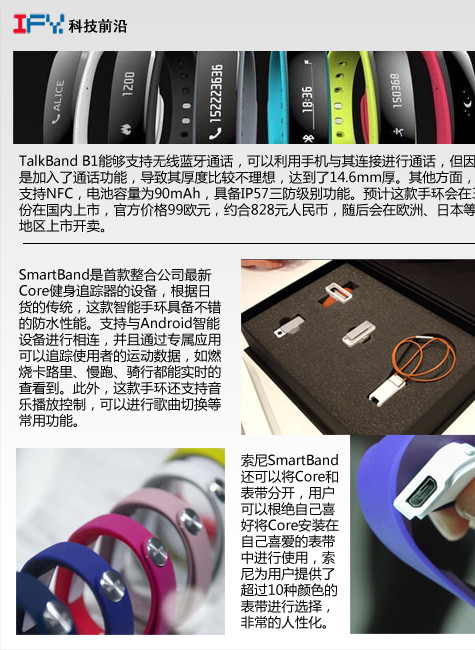 IFY 科技前沿
ALICE
1200
152223636
18:36
150368
TalkBand B1能够支持无线蓝牙通话，可以利用手机与其连接进行通话，但因
是加入了通话功能，导致其厚度比较不理想，达到了14.6mm厚。其他方面，
支持NFC，电池容量为90mAh，具备IP57三防级别功能。预计这款手环会在3
份在国内上市，官方价格99欧元，约合828元人民币，随后会在欧洲、日本等
地区上市开卖。
SmartBand是首款整合公司最新
Core健身追踪器的设备，根据日
货的传统，这款智能手环具备不错
的防水性能。支持与Android智能
设备进行相连，并且通过专属应用
可以追踪使用者的运动数据，如燃
烧卡路里、慢跑、骑行都能实时的
查看到。此外，这款手环还支持音
乐播放控制，可以进行歌曲切换等
常用功能。
索尼SmartBand
还可以将Core和
表带分开，用户
可以根绝自己喜
好将Core安装在
自己喜爱的表带
中进行使用，索
尼为用户提供了
超过10种颜色的
表带进行选择，
非常的人性化。